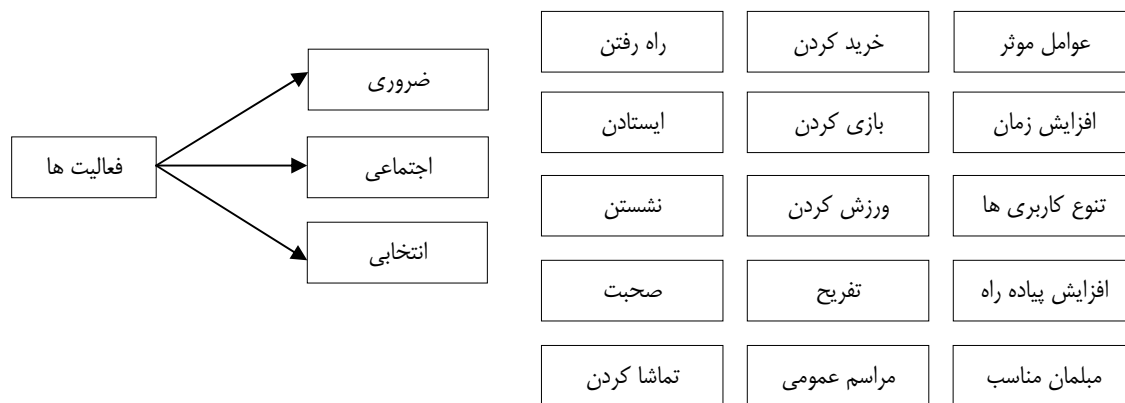 فعالیت ها
ضروری
اجتماعی
انتخابی
عوامل موثر
خرید کردن
راه رفتن
افزایش زمان
بازی کردن
ایستادن
تنوع کاربری ها
ورزش کردن
نشستن
افزایش پیاده راه
تفریح
صحبت
مبلمان مناسب
مراسم عمومی
تماشا کردن